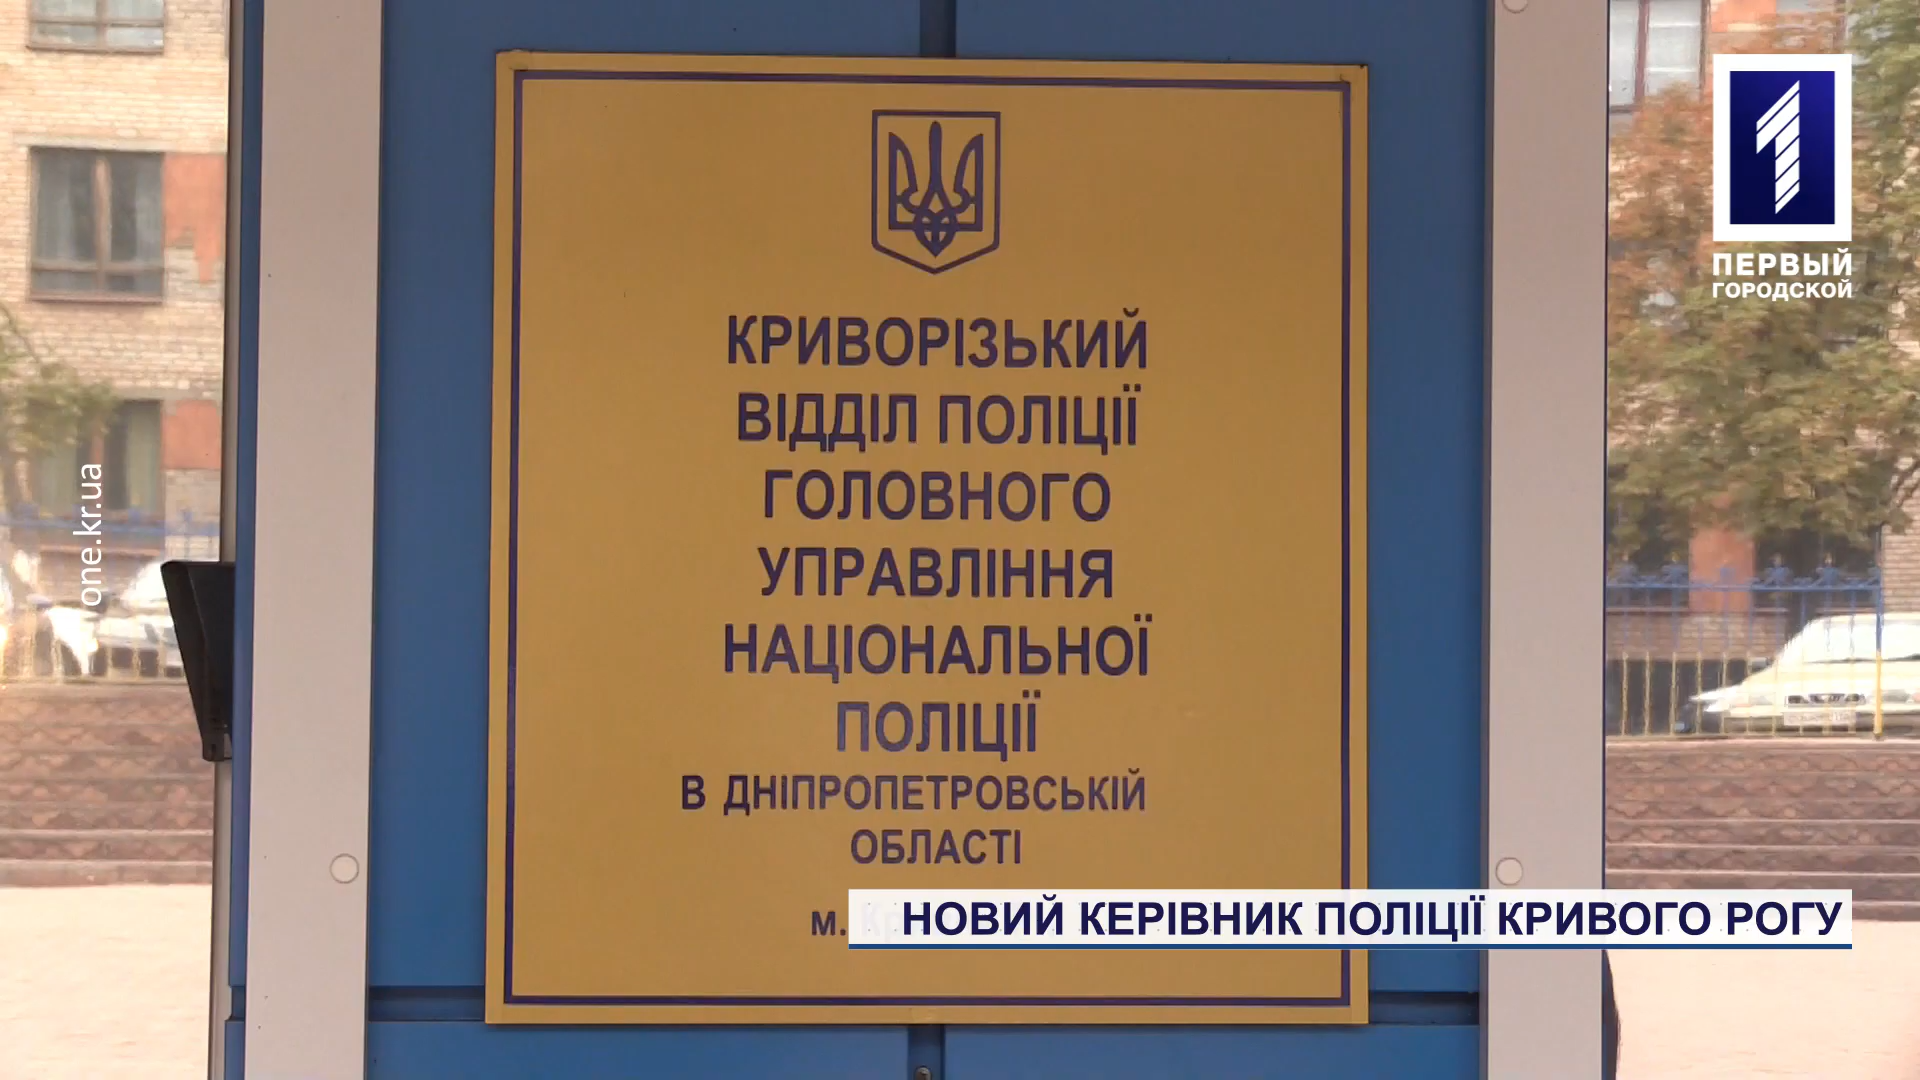 ПЕРВЫЙ
ГОРОДСКОЙ
one.kr.ua
КРИВОРІЗЬКИЙ
ВІДДІЛ ПОЛІЦІЇ
ГОЛОВНОГО
УПРАВЛІННЯ
НАЦІОНАЛЬНОЇ
ПОЛІЦІЇ
В ДНІПРОПЕТРОВСЬКІЙ
ОБЛАСТІ
м.
НОВИЙ КЕРІВНИК ПОЛІЦІЇ КРИВОГО РОГУ